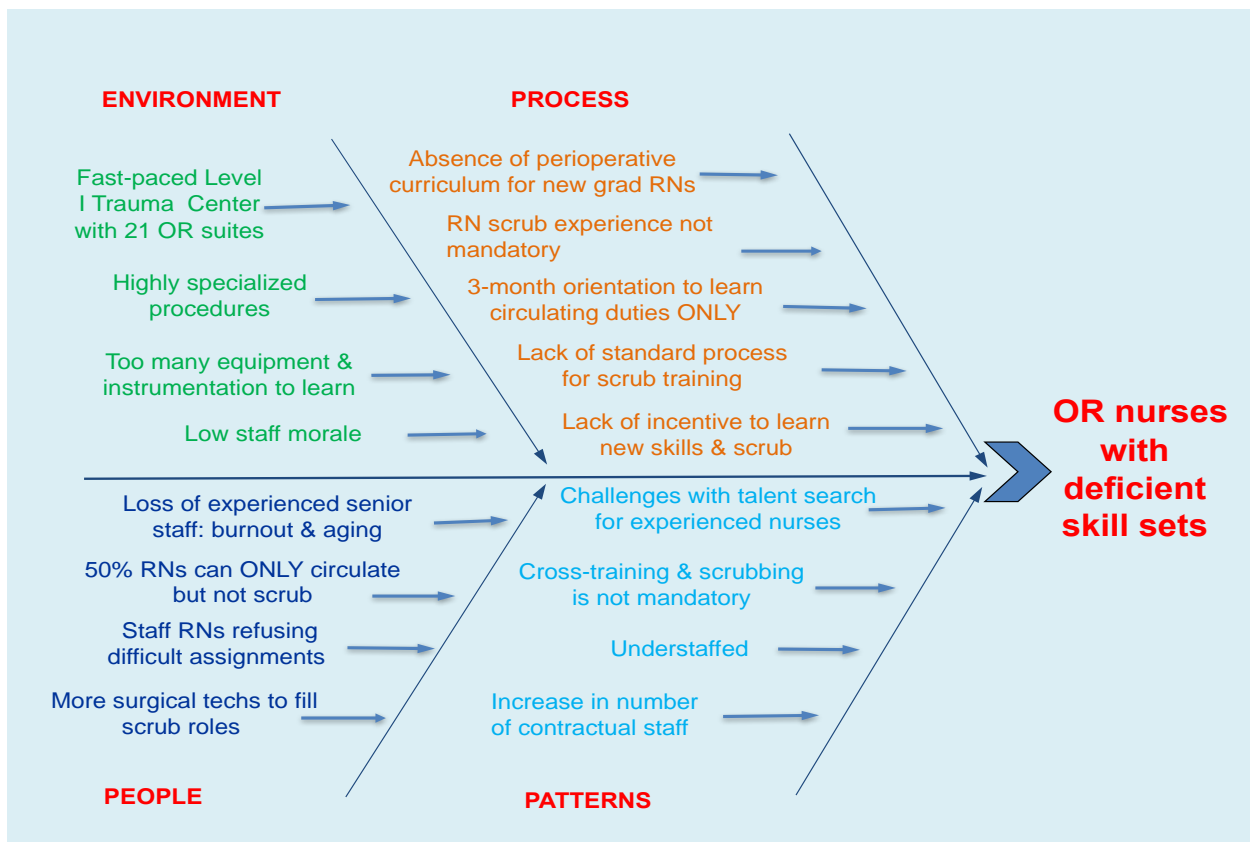 ENVIRONMENT
Fast-paced Level
I Trauma Center
with 21 OR suites
Highly specialized
procedures
Too many equipment &
instrumentation to learn
Low staff morale
PROCESS
Absence of perioperative
curriculum for new grad RNs
RN scrub experience not
mandatory
3-month orientation to learn
circulating duties ONLY
Lack of standard process
for scrub training
Lack of incentive to learn
new skills & scrub
OR nurses
with
deficient
skill sets
Loss of experienced senior
staff: burnout & aging
50% RNs can ONLY circulate
but not scrub
Staff RNs refusing
difficult assignments
More surgical techs to fill
scrub roles
PEOPLE
Challenges with talent search
for experienced nurses
Cross-training & scrubbing
is not mandatory
Understaffed
Increase in number
of contractual staff
PATTERNS